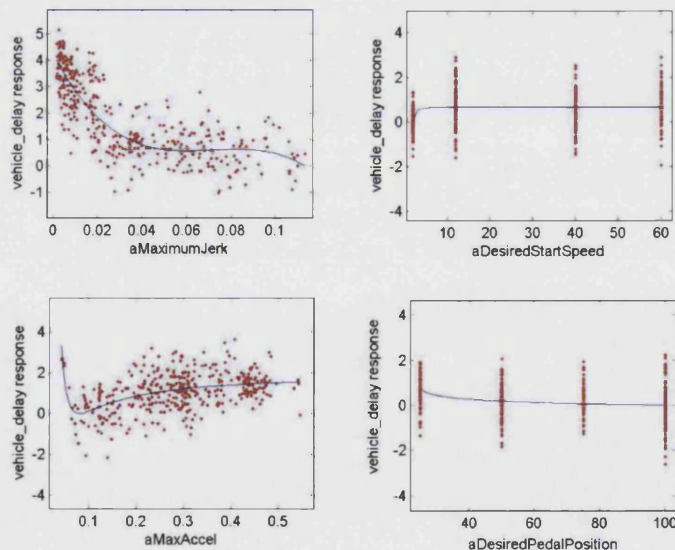 vehicle_delay response
5
4
3
2
1
0
-1
0 0.02 0.04 0.06 0.08 0.1
aMaximumJerk
vehicle_delay response
4
2
0
-2
-4
10 20 30 40 50 60
aDesiredStartSpeed
vehicle_delay response
4
2
0
-2
-4
0.1 0.2 0.3 0.4 0.5
aMaxAccel
vehicle_delay response
4
2
0
-2
-4
40 60 80 100
aDesiredPedalPosition